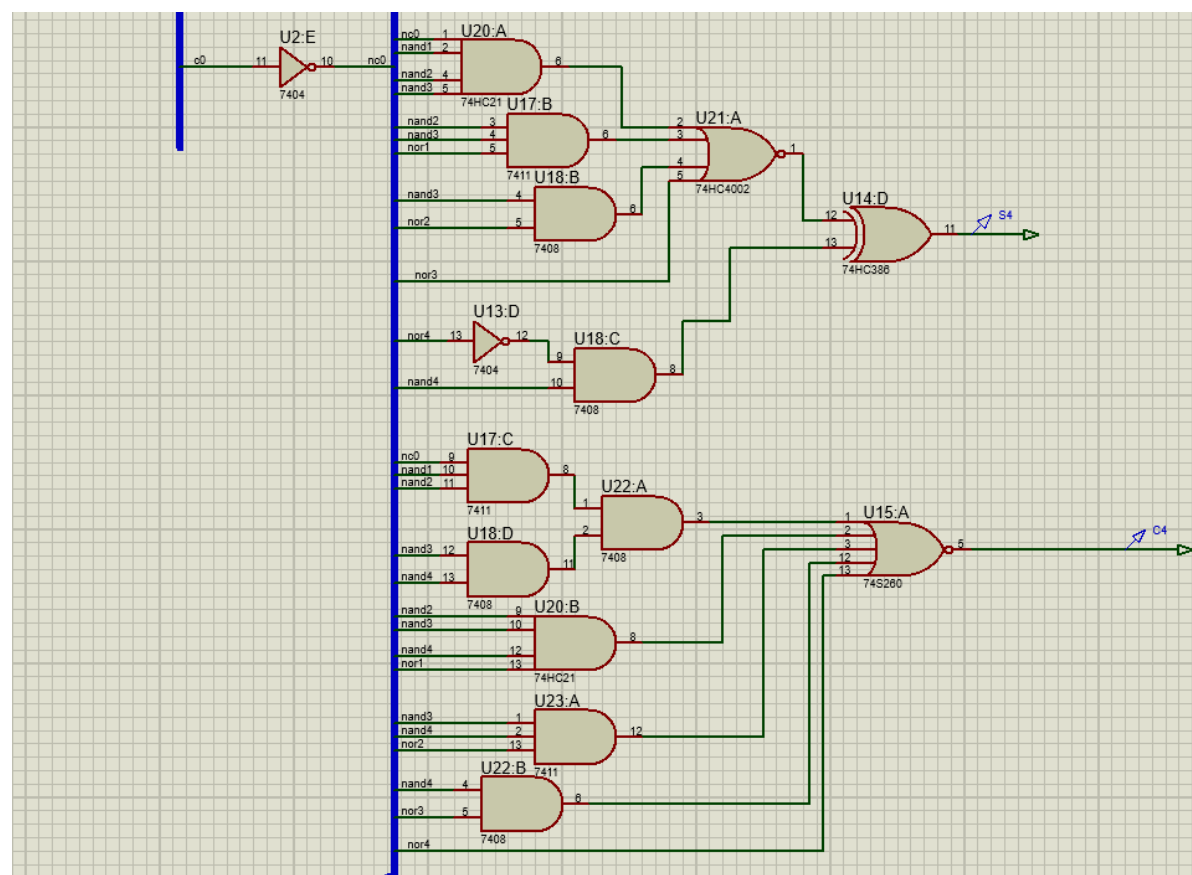 U2:E
c0 11 10 nc0
7404
nc0 1 U20:A
nand1 2
6
nand2 4
nand3 5
74HC21
U17:B
nand2 3
nand3 4
6
nor1 5
7411
U21:A
2
3
1
4
5
74HC4002
U18:B
nand3 4
6
nor2 5
7408
nor3
U14:D
12
11 S4
13
74HC386
U13:D
nor4 13 12
7404
U18:C
9
8
nand4 10
7408
U17:C
nc0 9
nand1 10
8
nand2 11
7411
U22:A
1
3
2
7408
U18:D
nand3 12
11
nand4 13
7408
U15:A
1
2
3
5 C4
12
13
74S260
U20:B
nand2 9
nand3 10
8
nand4 12
nor1 13
74HC21
U23:A
nand3 1
nand4 2
12
nor2 13
7411
U22:B
nand4 4
6
nor3 5
7408
nor4